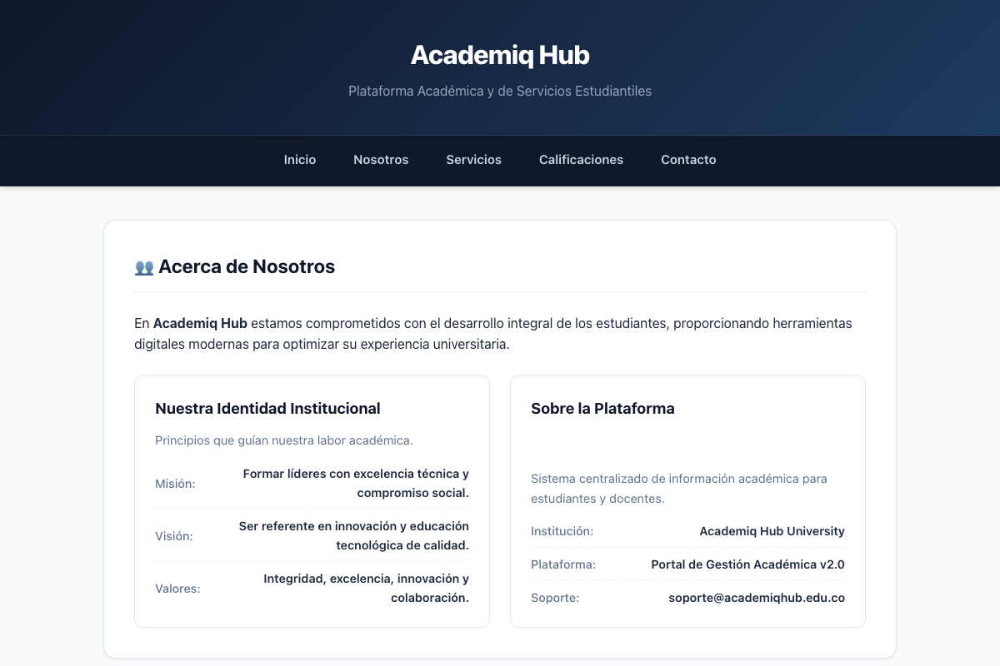 Academiq Hub
Plataforma Académica y de Servicios Estudiantiles
Inicio Nosotros Servicios Calificaciones Contacto
👥 Acerca de Nosotros
En Academiq Hub estamos comprometidos con el desarrollo integral de los estudiantes, proporcionando herramientas
digitales modernas para optimizar su experiencia universitaria.
Nuestra Identidad Institucional
Principios que guían nuestra labor académica.
Misión: Formar líderes con excelencia técnica y
compromiso social.
Visión: Ser referente en innovación y educación
tecnológica de calidad.
Valores: Integridad, excelencia, innovación y
colaboración.
Sobre la Plataforma
Sistema centralizado de información académica para
estudiantes y docentes.
Institución: Academiq Hub University
Plataforma: Portal de Gestión Académica v2.0
Soporte: soporte@academiqhub.edu.co